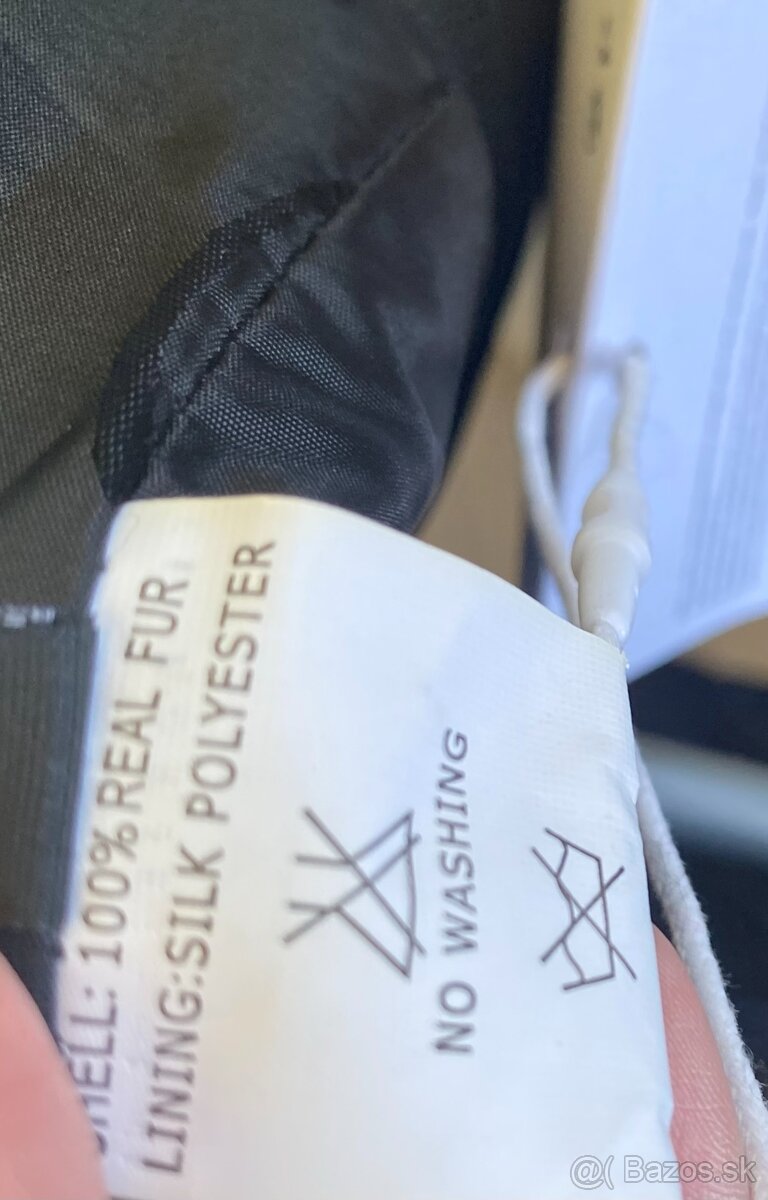 SHELL: 100%REAL FUR
LINING:SILK POLYESTER
NO WASHING
@( Bazos.sk